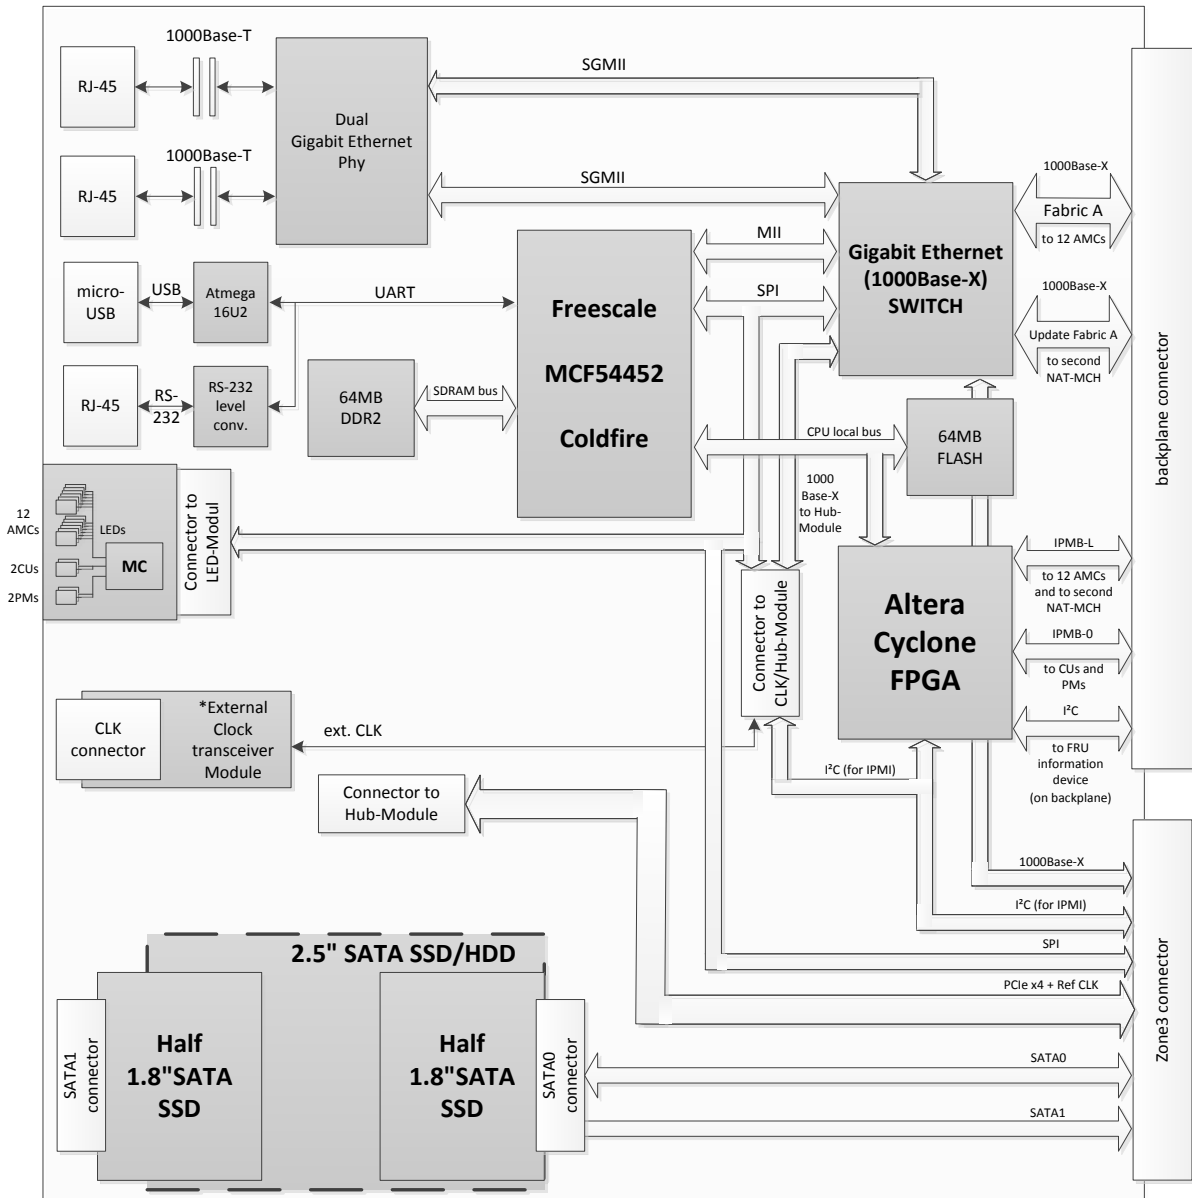 1000Base-T
RJ-45
SGMII
Dual
Gigabit Ethernet
Phy
1000Base-T
RJ-45
SGMII
1000Base-X
Fabric A
to 12 AMCs
MII
Gigabit Ethernet
(1000Base-X)
SWITCH
micro-
USB
USB
Atmega
16U2
UART
SPI
Freescale
MCF54452
Coldfire
1000Base-X
Update Fabric A
to second
NAT-MCH
backplane connector
RJ-45
RS-
232
RS-232
level
conv.
64MB
DDR2
SDRAM bus
CPU local bus
64MB
FLASH
1000
Base-X
to Hub-
Module
12
AMCs
LEDs
2CUs
MC
2PMs
Connector to
LED-Modul
Connector to
CLK/Hub-Module
Altera
Cyclone
FPGA
IPMB-L
to 12 AMCs
and to second
NAT-MCH
IPMB-0
to CUs and
PMs
I²C
to FRU
information
device
(on backplane)
CLK
connector
*External
Clock
transceiver
Module
ext. CLK
I²C (for IPMI)
Connector to
Hub-Module
1000Base-X
I²C (for IPMI)
SPI
PCIe x4 + Ref CLK
SATA0
SATA1
Zone3 connector
2.5" SATA SSD/HDD
SATA1
connector
Half
1.8"SATA
SSD
Half
1.8"SATA
SSD
SATA0
connector